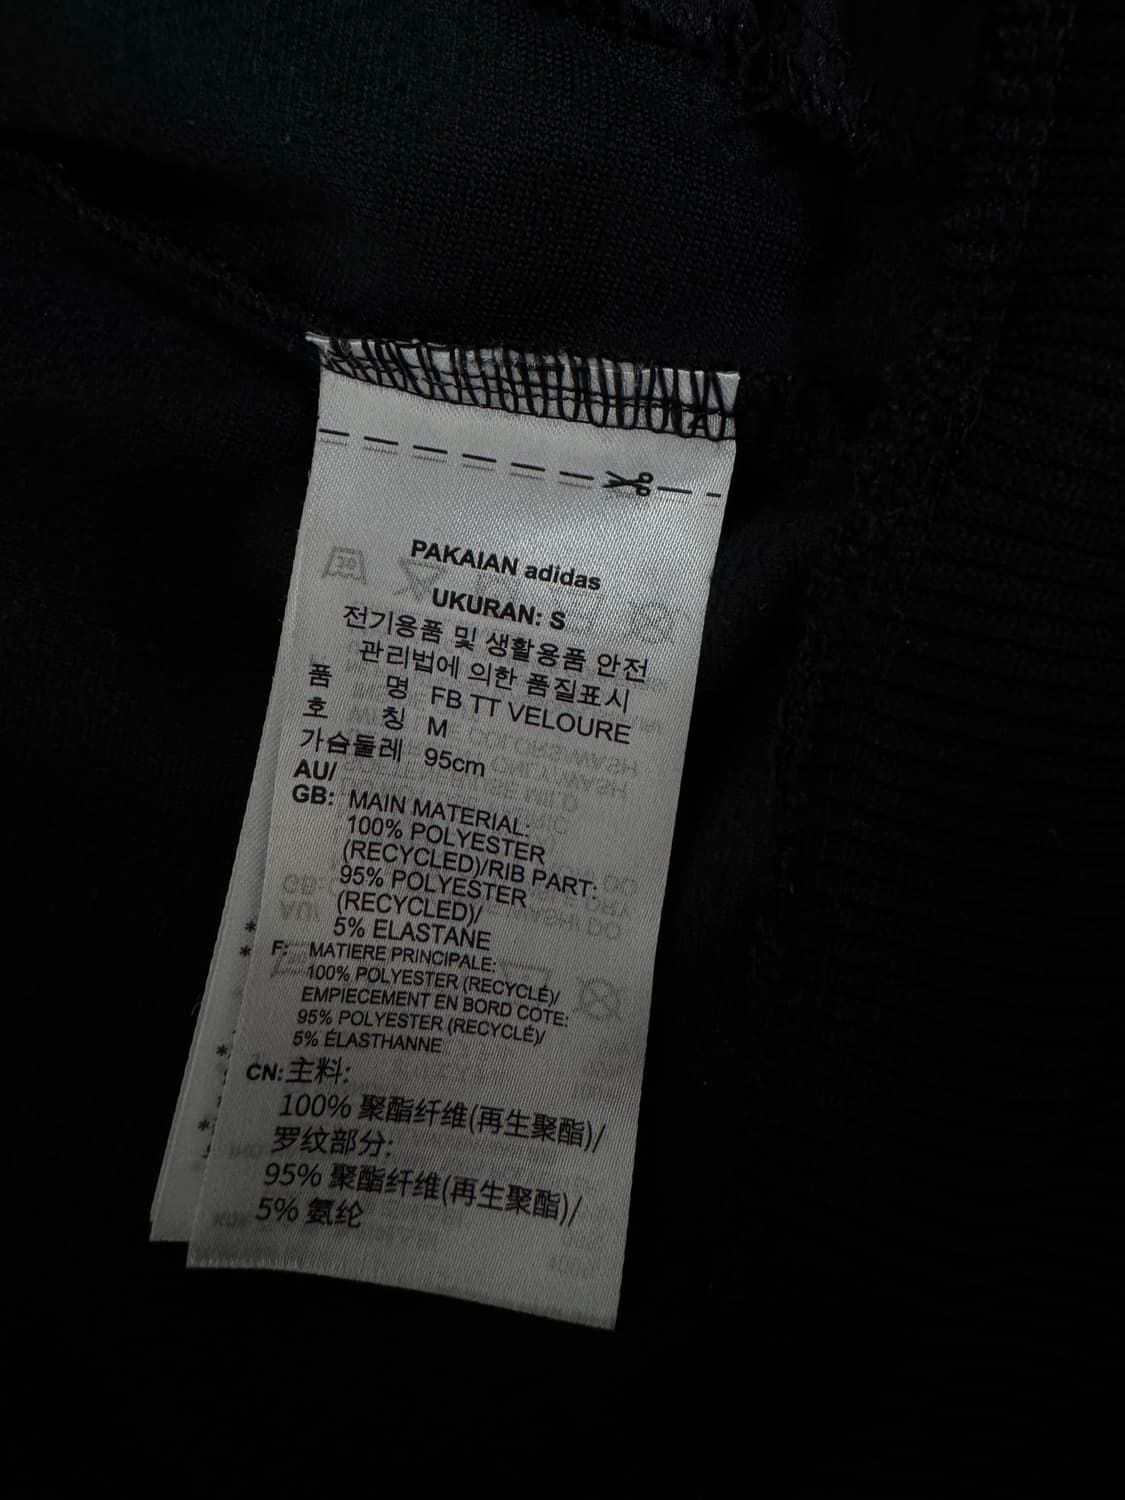 PAKAIAN adidas
UKURAN: S
전기용품 및 생활용품 안전
관리법에 의한 품질표시
품 명 FB TT VELOURE
호 칭 M
가슴둘레 95cm
AU/
GB: MAIN MATERIAL:
100% POLYESTER
(RECYCLED)/RIB PART:
95% POLYESTER
(RECYCLED)/
5% ELASTANE
F: MATIERE PRINCIPALE:
100% POLYESTER (RECYCLÉ)/
EMPIECEMENT EN BORD COTE:
95% POLYESTER (RECYCLÉ)/
5% ÉLASTHANNE
CN: 主料:
100% 聚酯纤维(再生聚酯)/
罗纹部分:
95% 聚酯纤维(再生聚酯)/
5% 氨纶